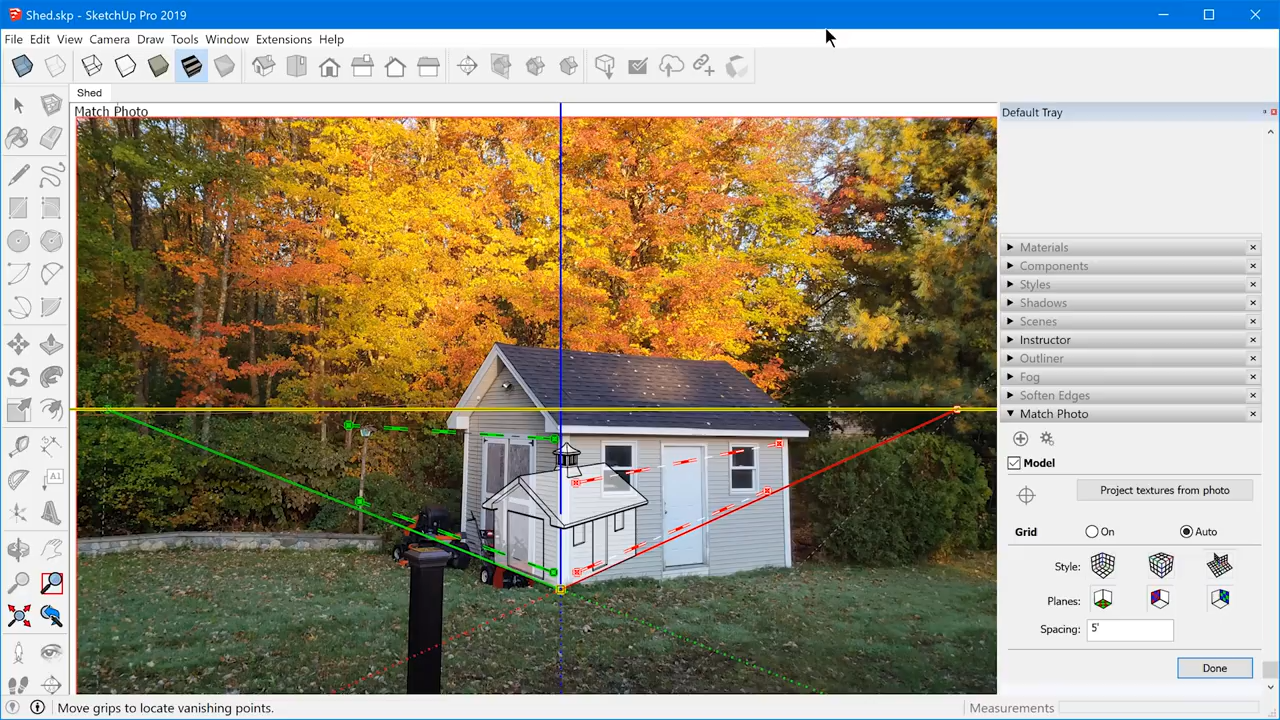 Shed.skp - SketchUp Pro 2019
File Edit View Camera Draw Tools Window Extensions Help
Shed
Match Photo
Default Tray
Materials
Components
Styles
Shadows
Scenes
Instructor
Outliner
Fog
Soften Edges
Match Photo
Model
Project textures from photo
Grid On Auto
Style:
Planes:
Spacing: 5'
Done
Move grips to locate vanishing points.
Measurements